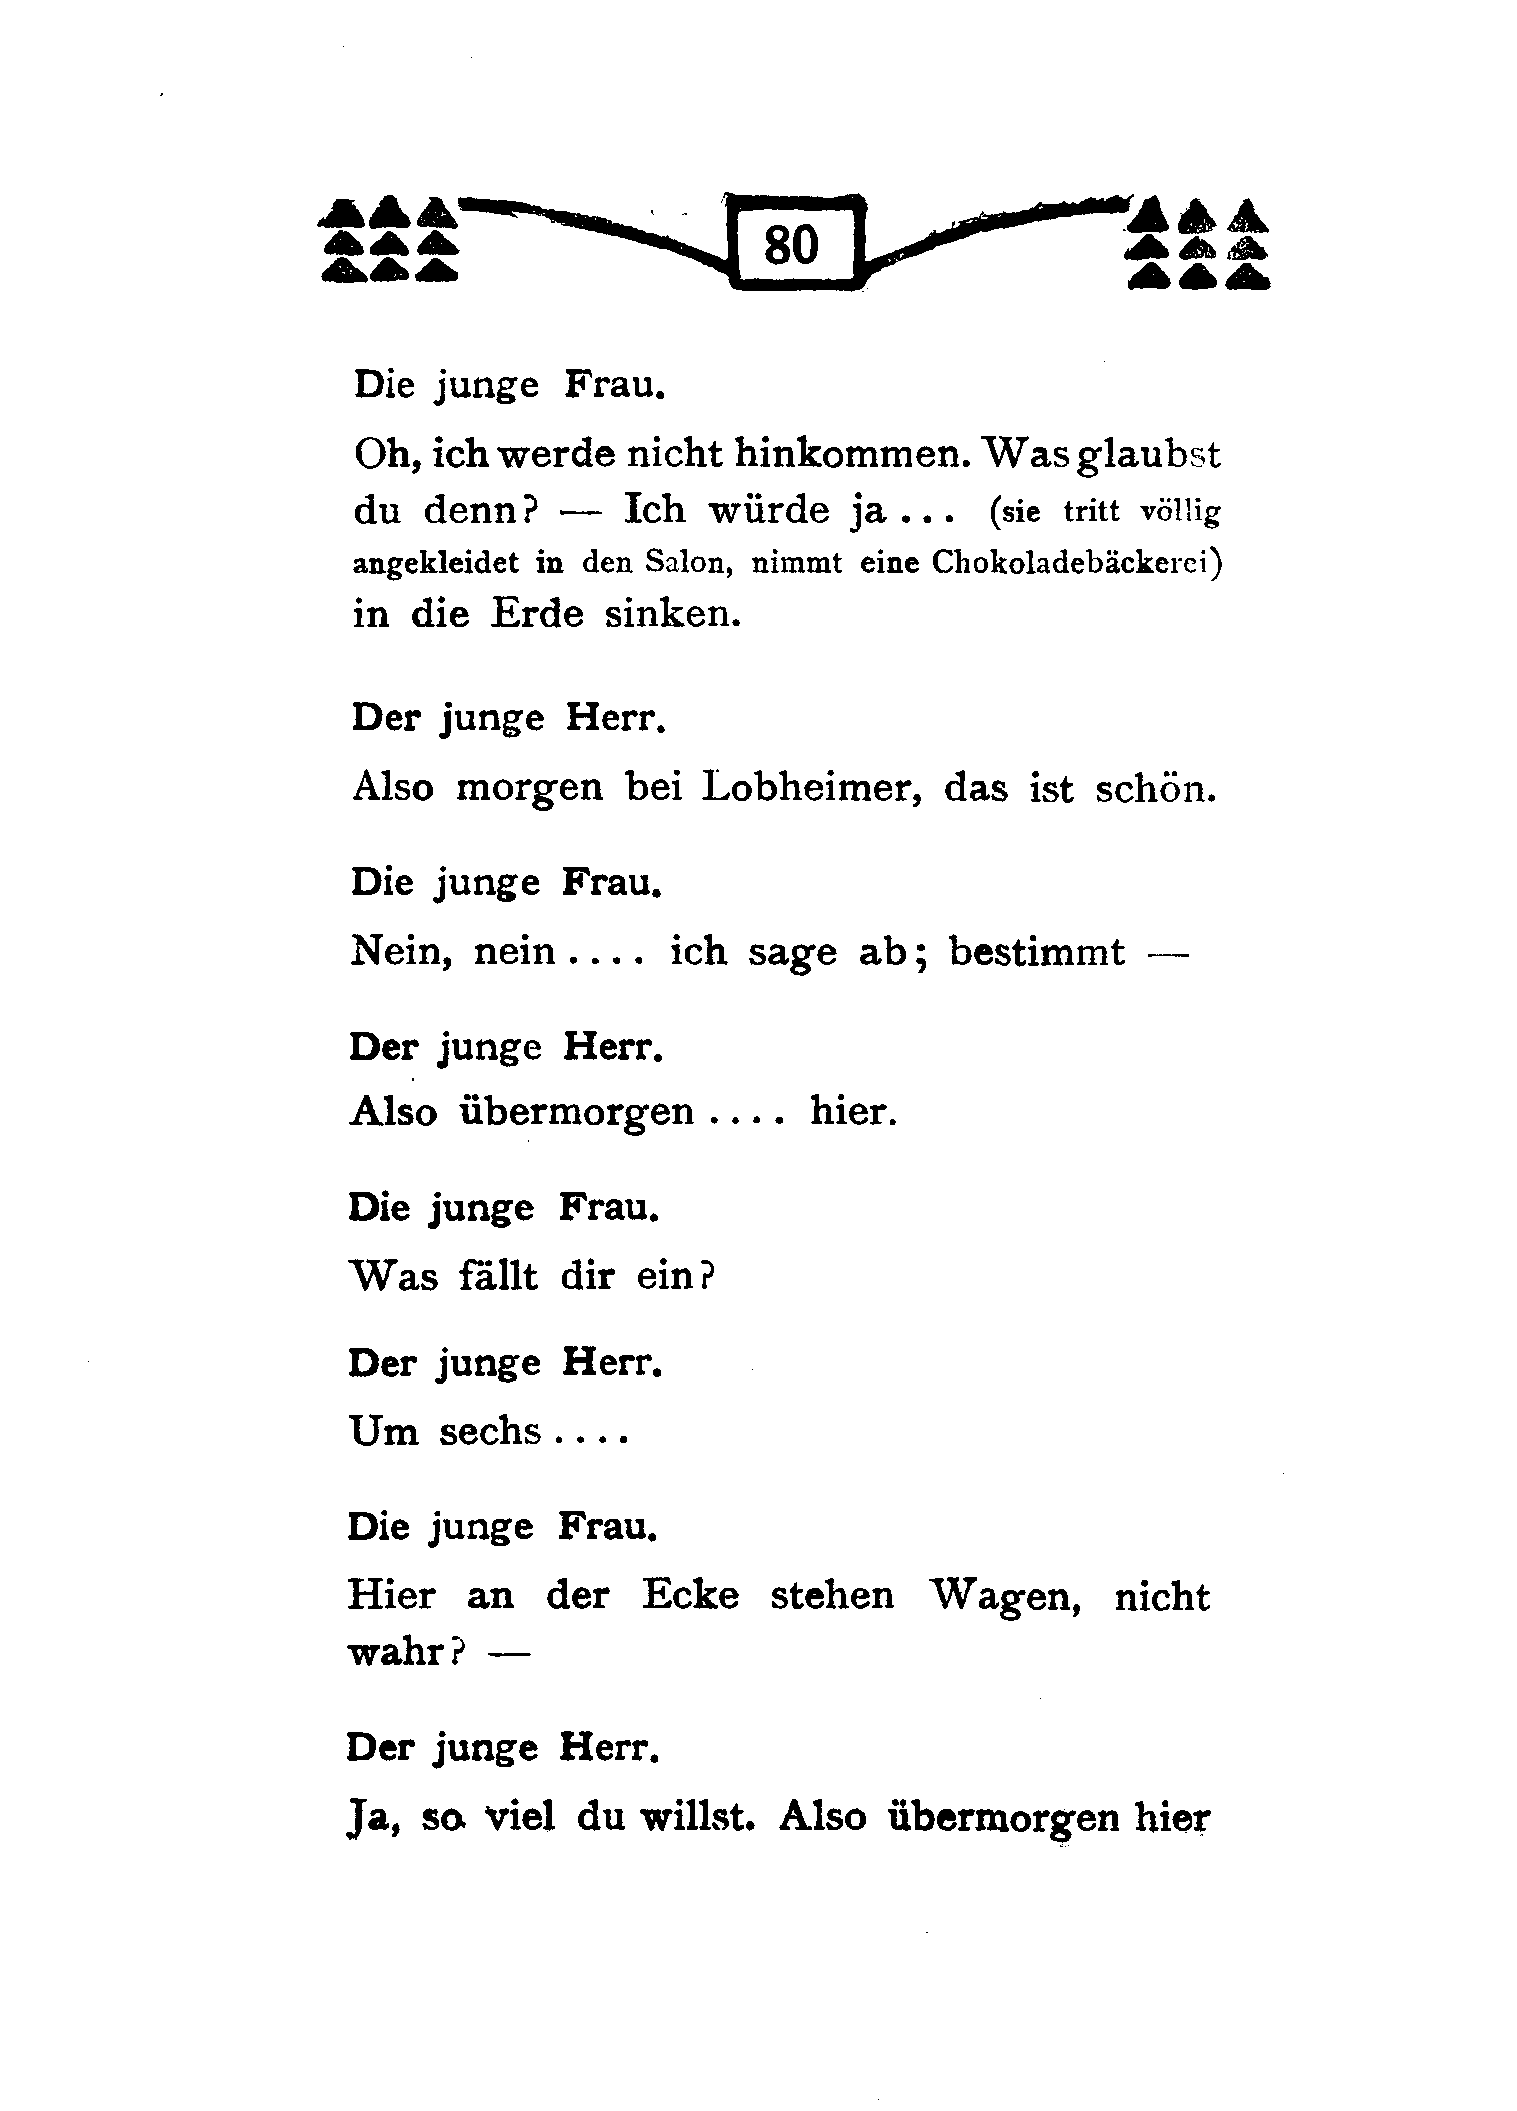 80
Die junge Frau.
Oh, ich werde nicht hinkommen. Was glaubst
du denn? — Ich würde ja ... (sie tritt völlig
angekleidet in den Salon, nimmt eine Chokoladebäckerei)
in die Erde sinken.
Der junge Herr.
Also morgen bei Lobheimer, das ist schön.
Die junge Frau.
Nein, nein .... ich sage ab; bestimmt —
Der junge Herr.
Also übermorgen .... hier.
Die junge Frau.
Was fällt dir ein?
Der junge Herr.
Um sechs ....
Die junge Frau.
Hier an der Ecke stehen Wagen, nicht
wahr? —
Der junge Herr.
Ja, so viel du willst. Also übermorgen hier